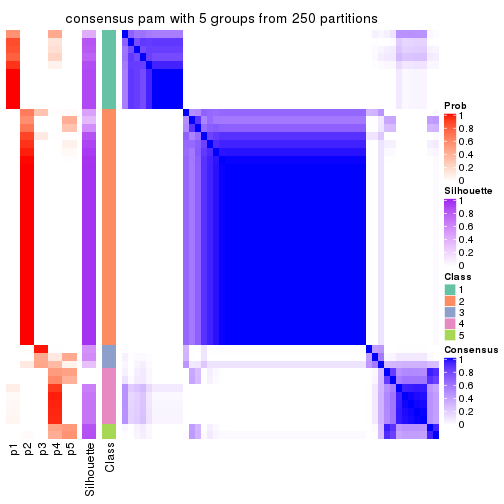 consensus pam with 5 groups from 250 partitions
Prob
1
0.8
0.6
0.4
0.2
0
Silhouette
1
0.8
0.6
0.4
0.2
0
Class
1
2
3
4
5
Consensus
1
0.8
0.6
0.4
0.2
0
p1
p2
p3
p4
p5
Silhouette
Class